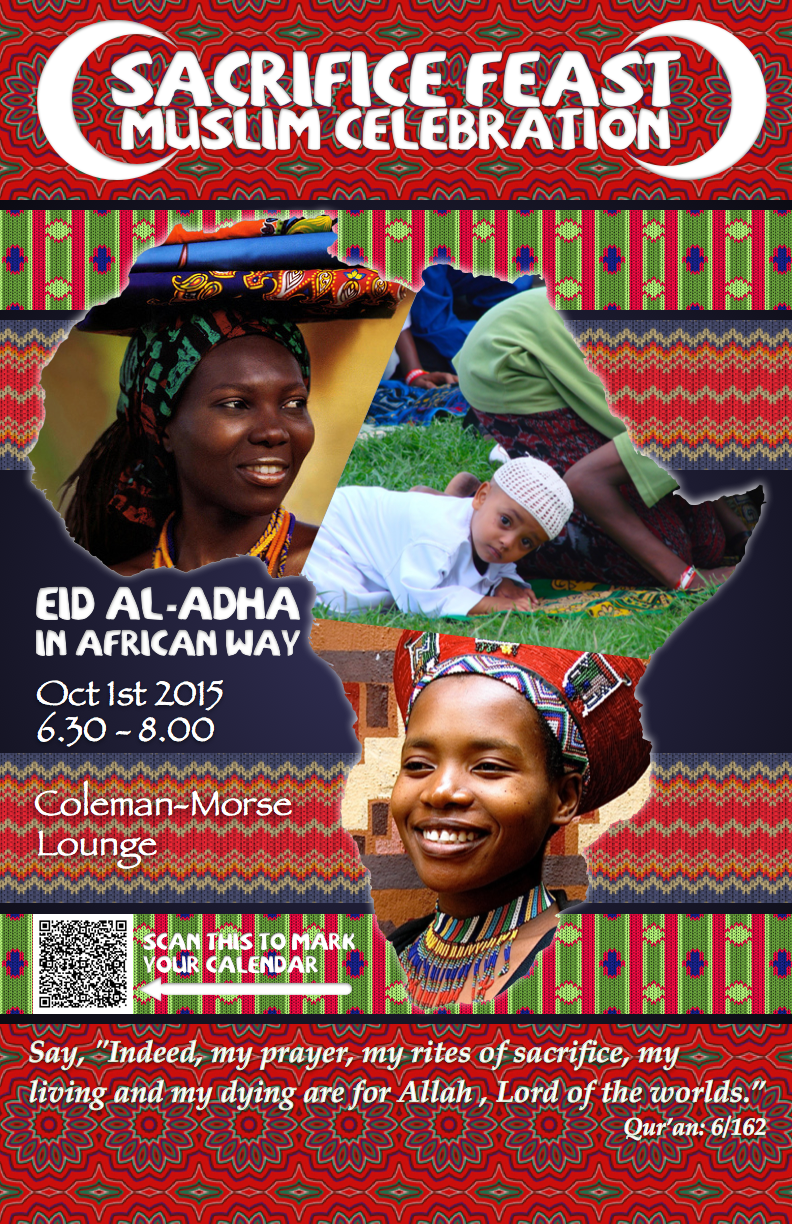 SACRIFICE FEAST
MUSLIM CELEBRATION
EID AL-ADHA
IN AFRICAN WAY
Oct 1st 2015
6.30 - 8.00
Coleman-Morse
Lounge
SCAN THIS TO MARK
YOUR CALENDAR
Say, "Indeed, my prayer, my rites of sacrifice, my
living and my dying are for Allah , Lord of the worlds."
Qur'an: 6/162